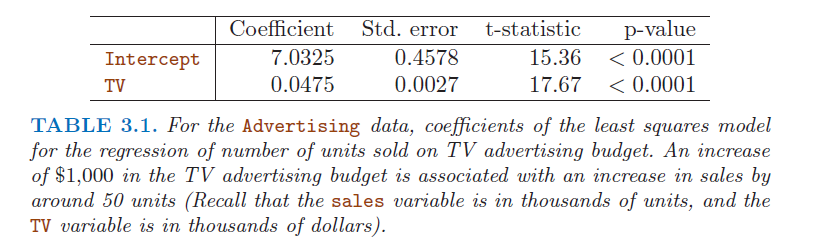 Coefficient Std. error t-statistic p-value
Intercept 7.0325 0.4578 15.36 < 0.0001
TV 0.0475 0.0027 17.67 < 0.0001
TABLE 3.1. For the Advertising data, coefficients of the least squares model
for the regression of number of units sold on TV advertising budget. An increase
of $1,000 in the TV advertising budget is associated with an increase in sales by
around 50 units (Recall that the sales variable is in thousands of units, and the
TV variable is in thousands of dollars).